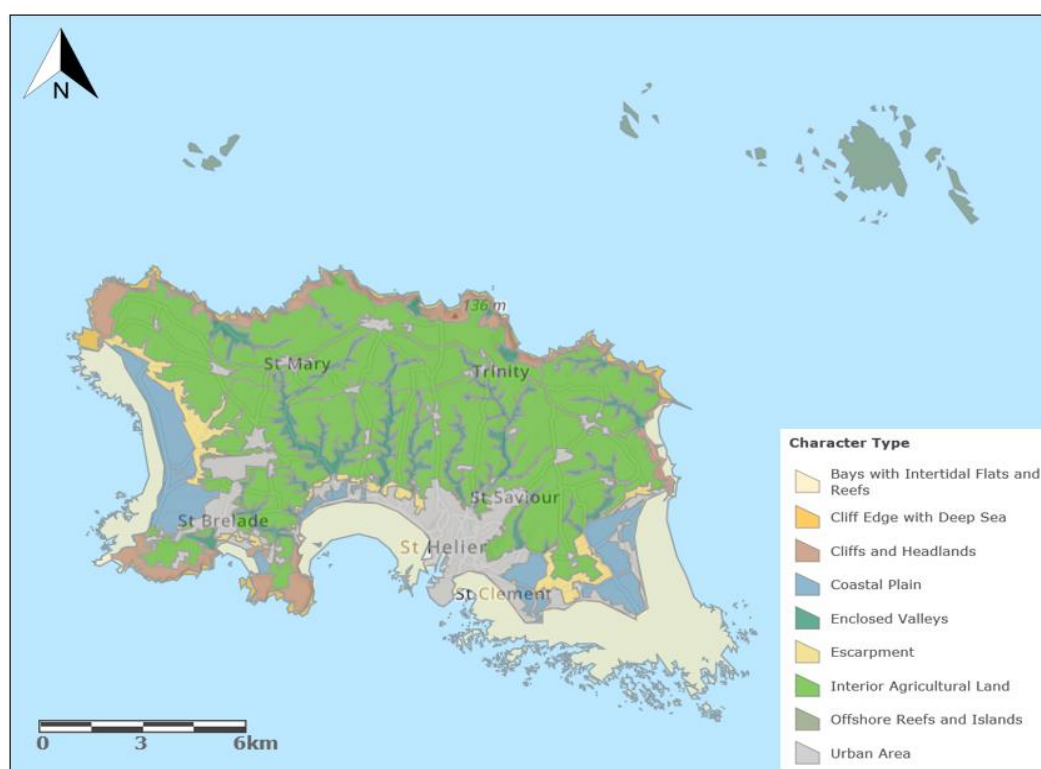 N
136 m
St Mary
Trinity
St Saviour
St Brelade
St Helier
St Clement
Character Type
Bays with Intertidal Flats and
Reefs
Cliff Edge with Deep Sea
Cliffs and Headlands
Coastal Plain
Enclosed Valleys
Escarpment
Interior Agricultural Land
Offshore Reefs and Islands
Urban Area
0 3 6km